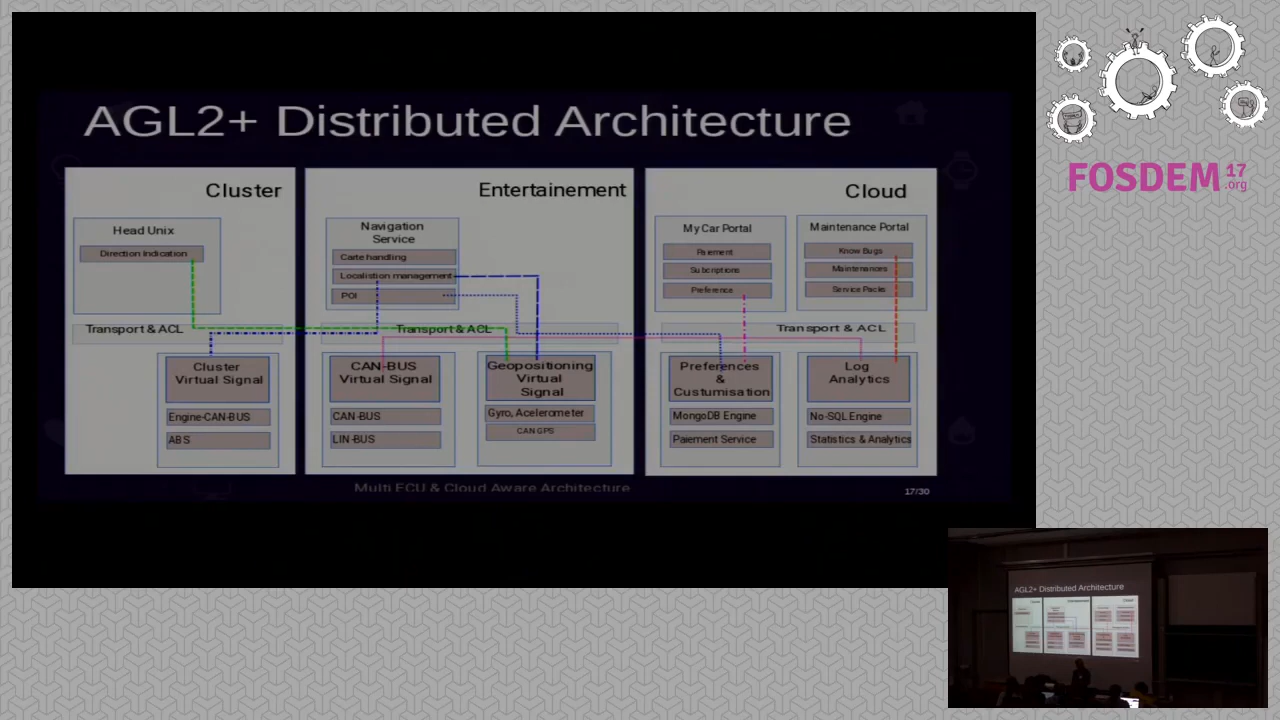 AGL2+ Distributed Architecture
Cluster
Head Unix
Direction Indication
Transport & ACL
Cluster
Virtual Signal
Engine-CAN-BUS
ABS
Entertainement
Navigation
Service
Carte handling
Localistion management
POI
Transport & ACL
CAN-BUS
Virtual Signal
CAN-BUS
LIN-BUS
Geopositioning
Virtual
Signal
Gyro, Acelerometer
CAN GPS
Cloud
My Car Portal
Paiement
Subcriptions
Preference
Maintenance Portal
Know Bugs
Maintenances
Service Packs
Transport & ACL
Preferences
&
Custumisation
MongoDB Engine
Paiement Service
Log
Analytics
No-SQL Engine
Statistics & Analytics
Multi ECU & Cloud Aware Architecture
17/30
FOSDEM 17
.org
AGL2+ Distributed Architecture